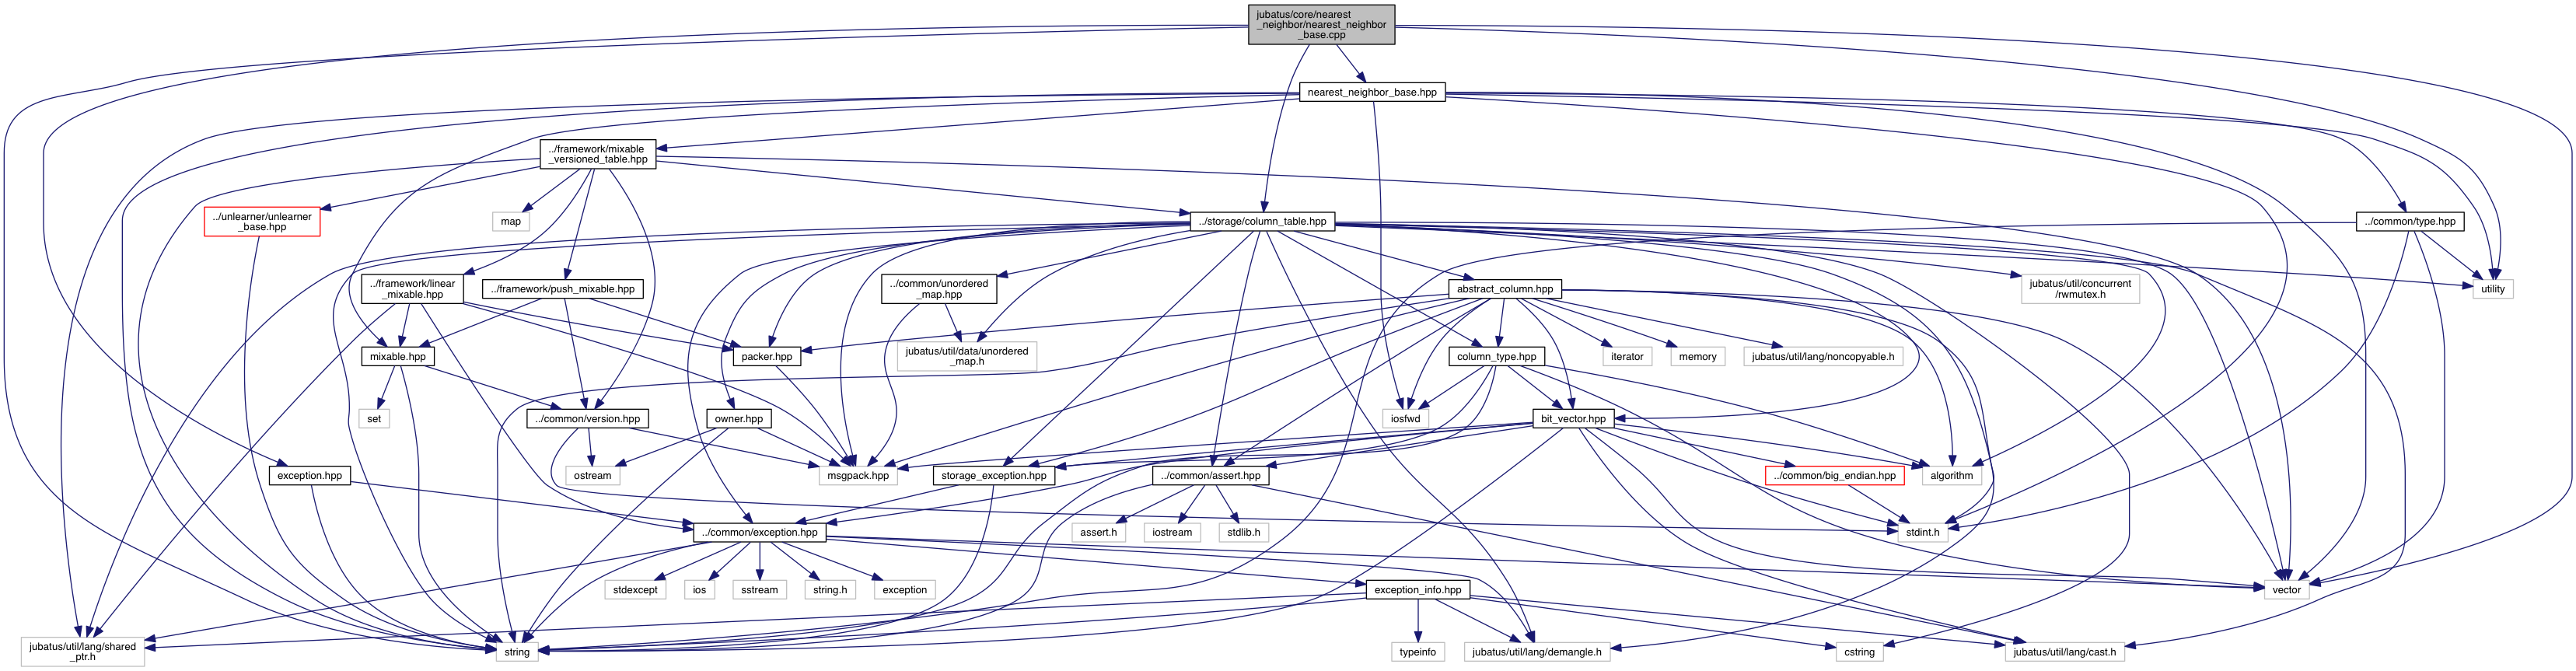 jubatus/core/nearest
_neighbor/nearest_neighbor
_base.cpp
nearest_neighbor_base.hpp
../framework/mixable
_versioned_table.hpp
../unlearner/unlearner
_base.hpp
map
../storage/column_table.hpp
../common/type.hpp
../framework/linear
_mixable.hpp
../framework/push_mixable.hpp
../common/unordered
_map.hpp
abstract_column.hpp
jubatus/util/concurrent
/rwmutex.h
utility
mixable.hpp
packer.hpp
jubatus/util/data/unordered
_map.h
column_type.hpp
iterator
memory
jubatus/util/lang/noncopyable.h
set
../common/version.hpp
owner.hpp
iosfwd
bit_vector.hpp
exception.hpp
ostream
msgpack.hpp
storage_exception.hpp
../common/assert.hpp
../common/big_endian.hpp
algorithm
../common/exception.hpp
assert.h
iostream
stdlib.h
stdint.h
stdexcept
ios
sstream
string.h
exception
exception_info.hpp
vector
jubatus/util/lang/shared
_ptr.h
string
typeinfo
jubatus/util/lang/demangle.h
cstring
jubatus/util/lang/cast.h